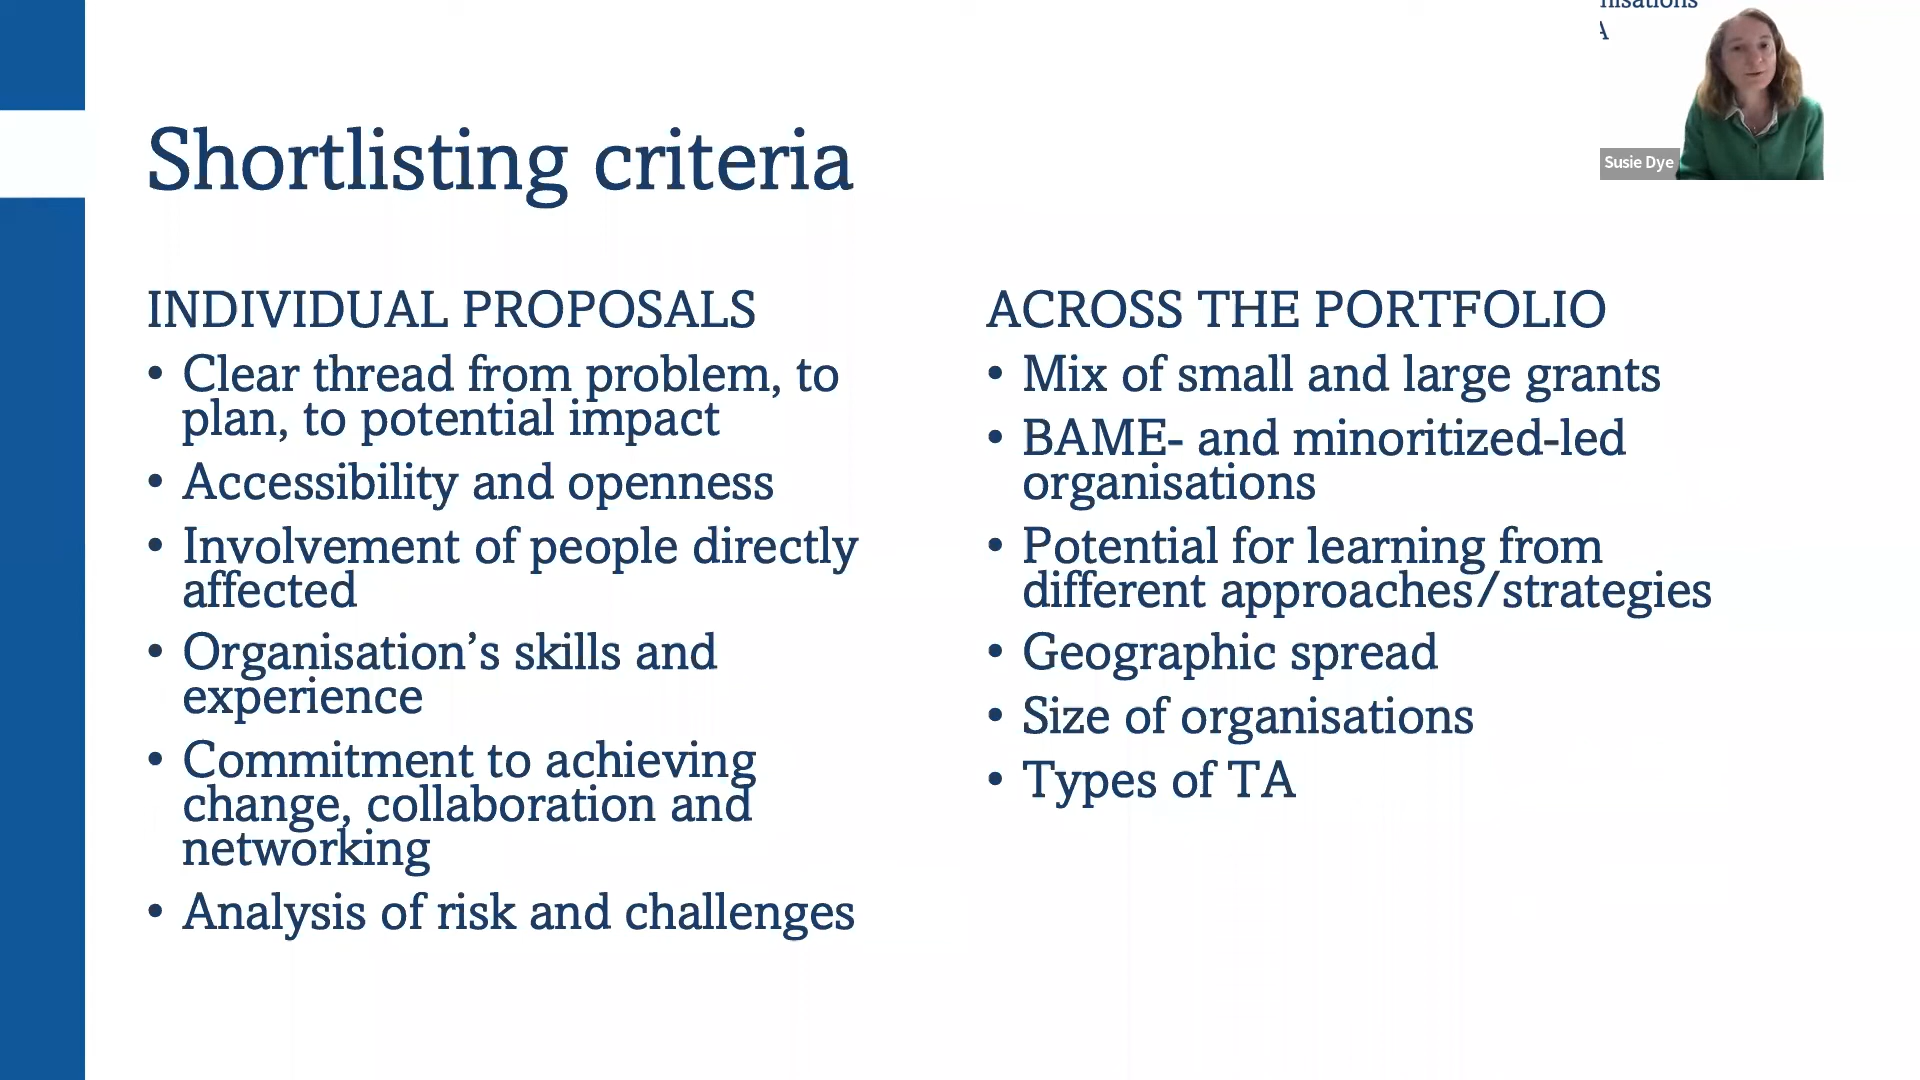 Shortlisting criteria
INDIVIDUAL PROPOSALS
• Clear thread from problem, to
plan, to potential impact
• Accessibility and openness
• Involvement of people directly
affected
• Organisation’s skills and
experience
• Commitment to achieving
change, collaboration and
networking
• Analysis of risk and challenges
ACROSS THE PORTFOLIO
• Mix of small and large grants
• BAME- and minoritized-led
organisations
• Potential for learning from
different approaches/strategies
• Geographic spread
• Size of organisations
• Types of TA
Susie Dye